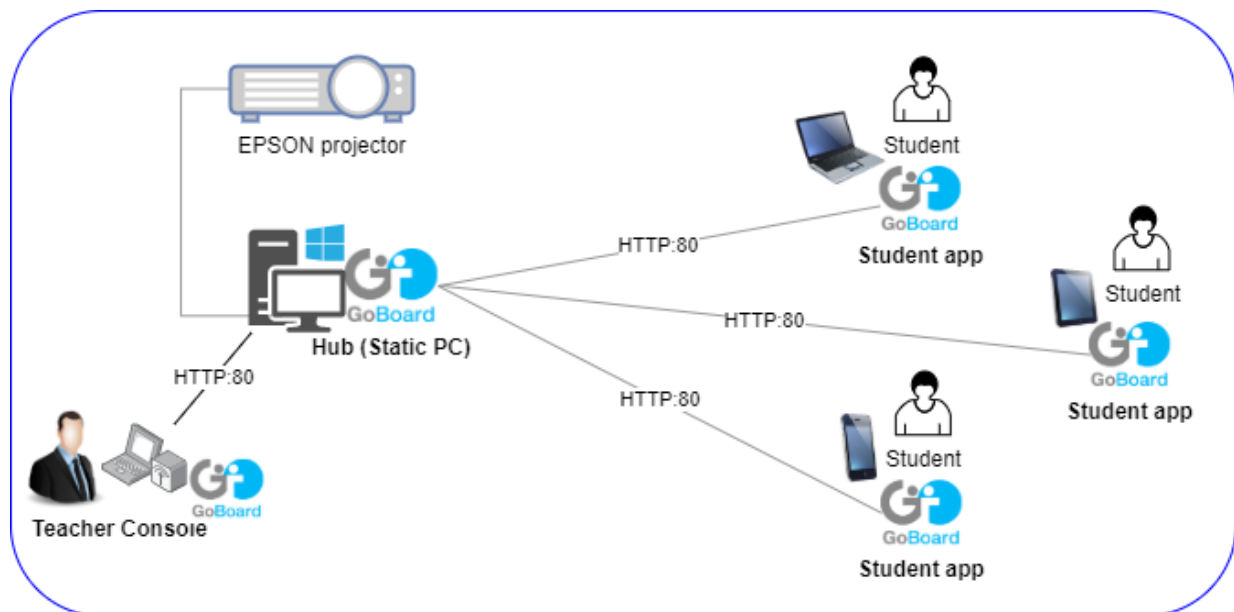 EPSON projector
GoBoard
Hub (Static PC)
HTTP:80
Teacher Console
GoBoard
HTTP:80
Student
GoBoard
Student app
HTTP:80
Student
GoBoard
Student app
HTTP:80
Student
GoBoard
Student app